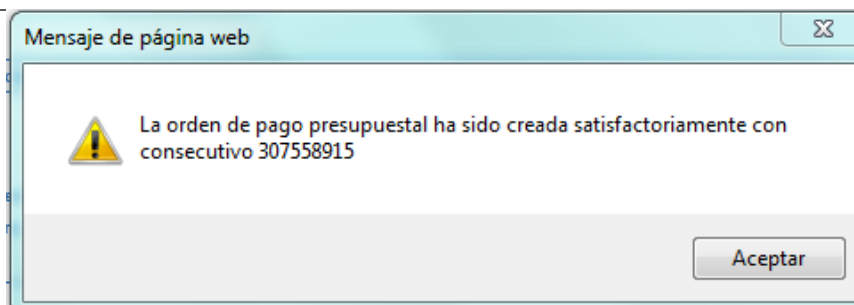 Mensaje de página web
La orden de pago presupuestal ha sido creada satisfactoriamente con
consecutivo 307558915
Aceptar